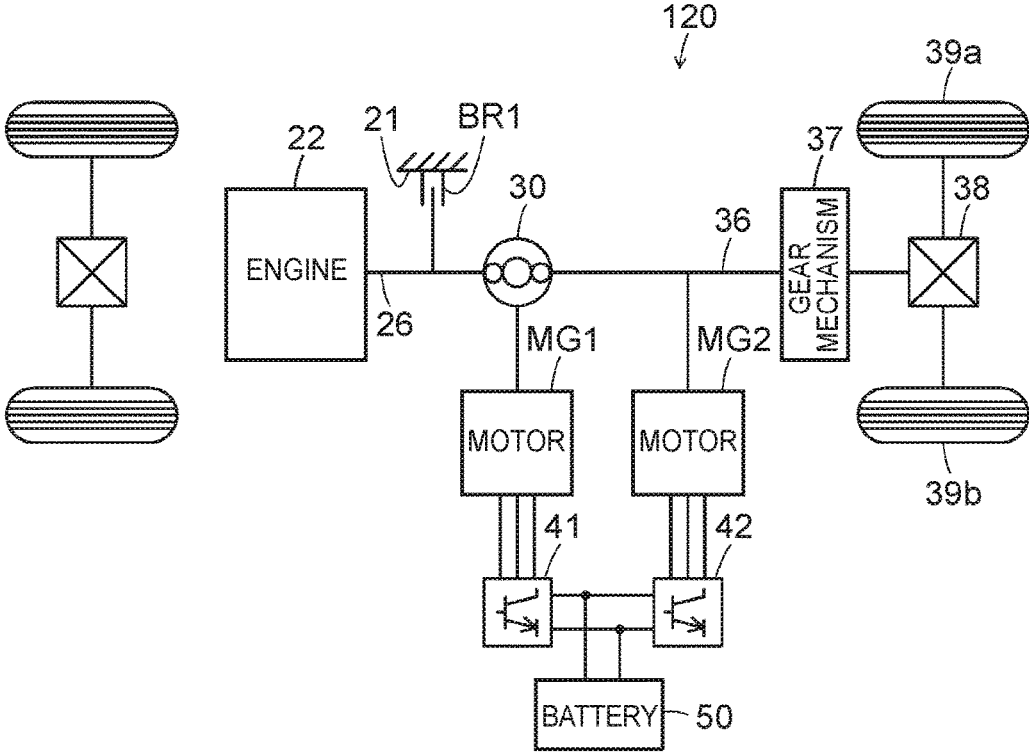 120
39a
21
BR1
22
37
30
38
36
ENGINE
GEAR
MECHANISM
26
MG1
MG2
MOTOR
MOTOR
39b
41
42
BATTERY
50